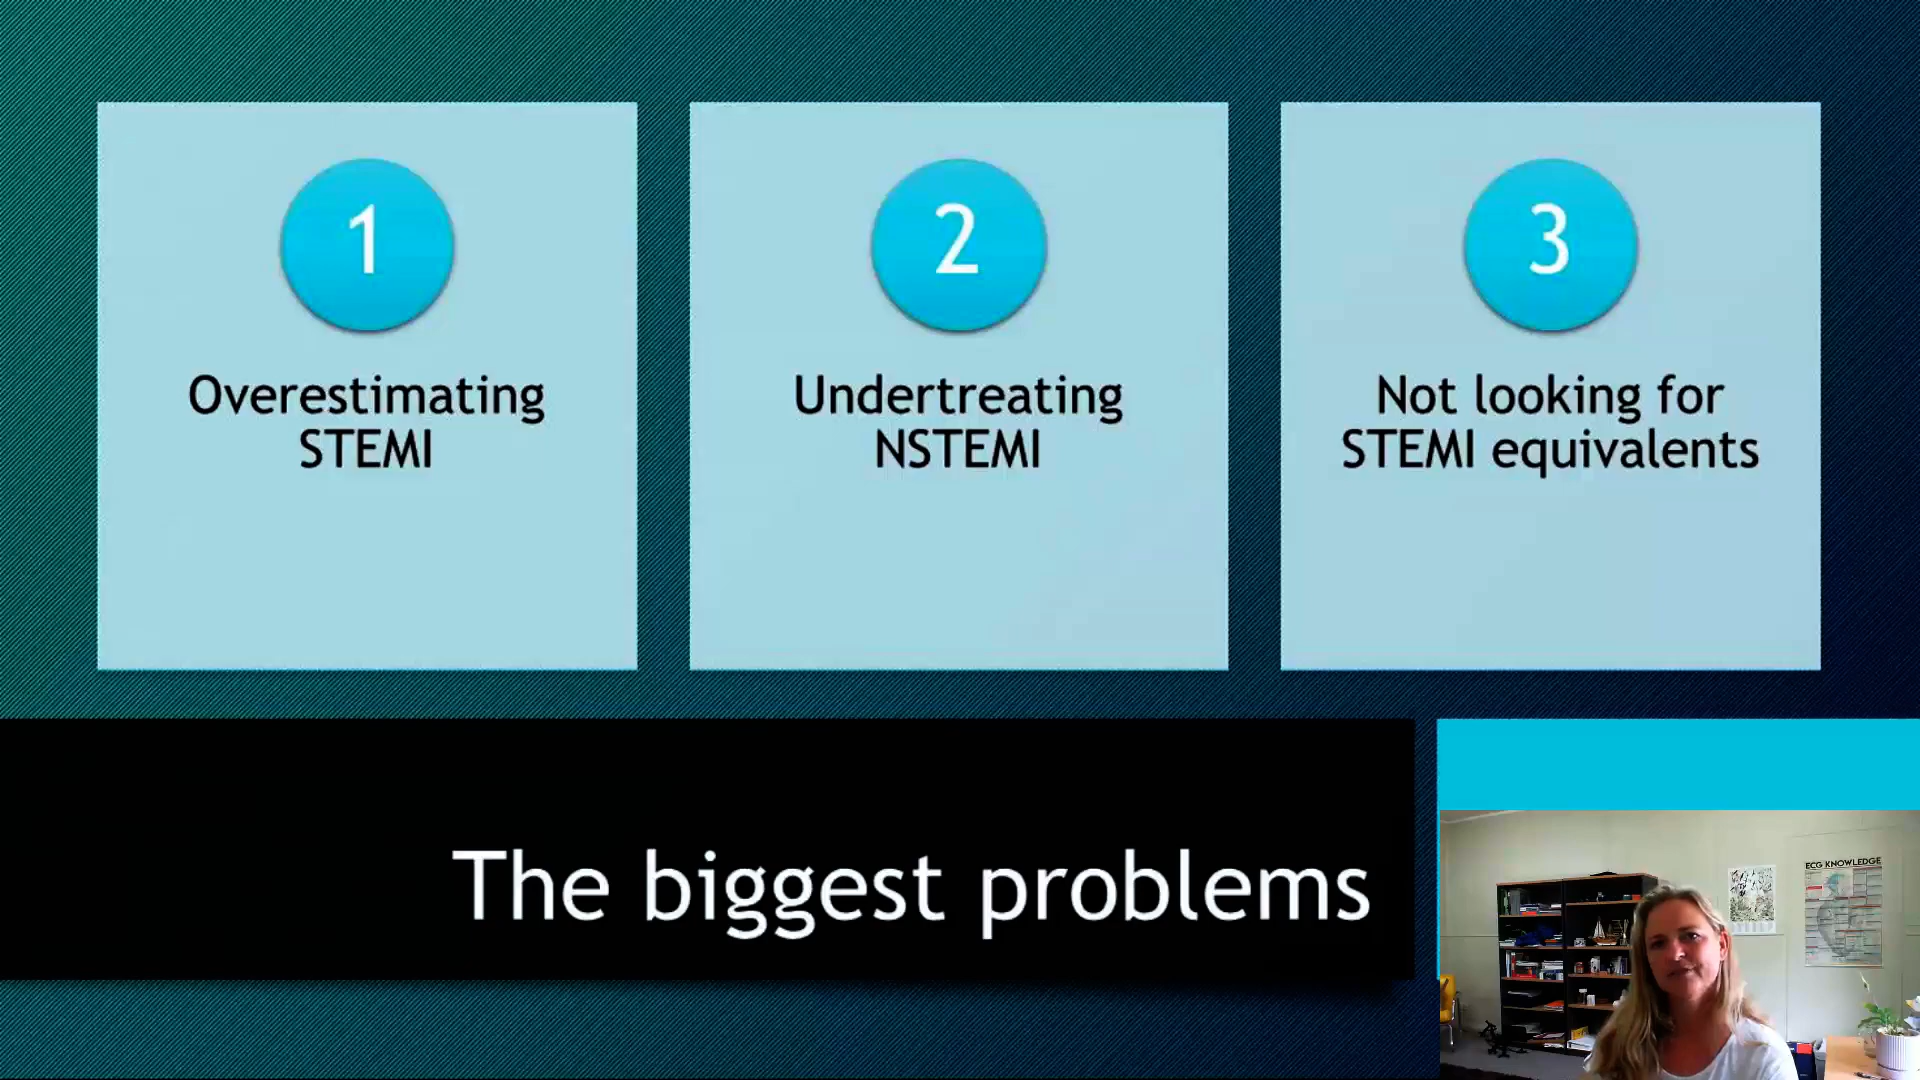 1
Overestimating
STEMI
2
Undertreating
NSTEMI
3
Not looking for
STEMI equivalents
The biggest problems
ECG KNOWLEDGE